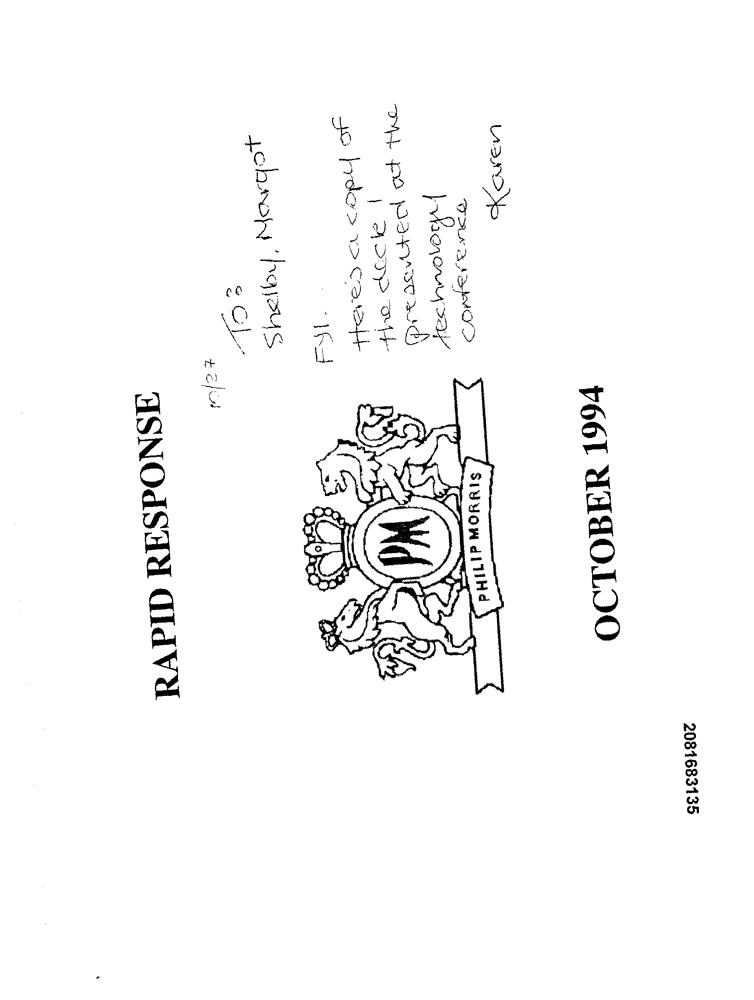 RAPID RESPONSE
10/27
TO:
Shelby, Margot
FYI...
Here's a copy of
the deck I
presented at the
technology
conference
Karen
PM
PHILIP MORRIS
OCTOBER 1994
2081683135